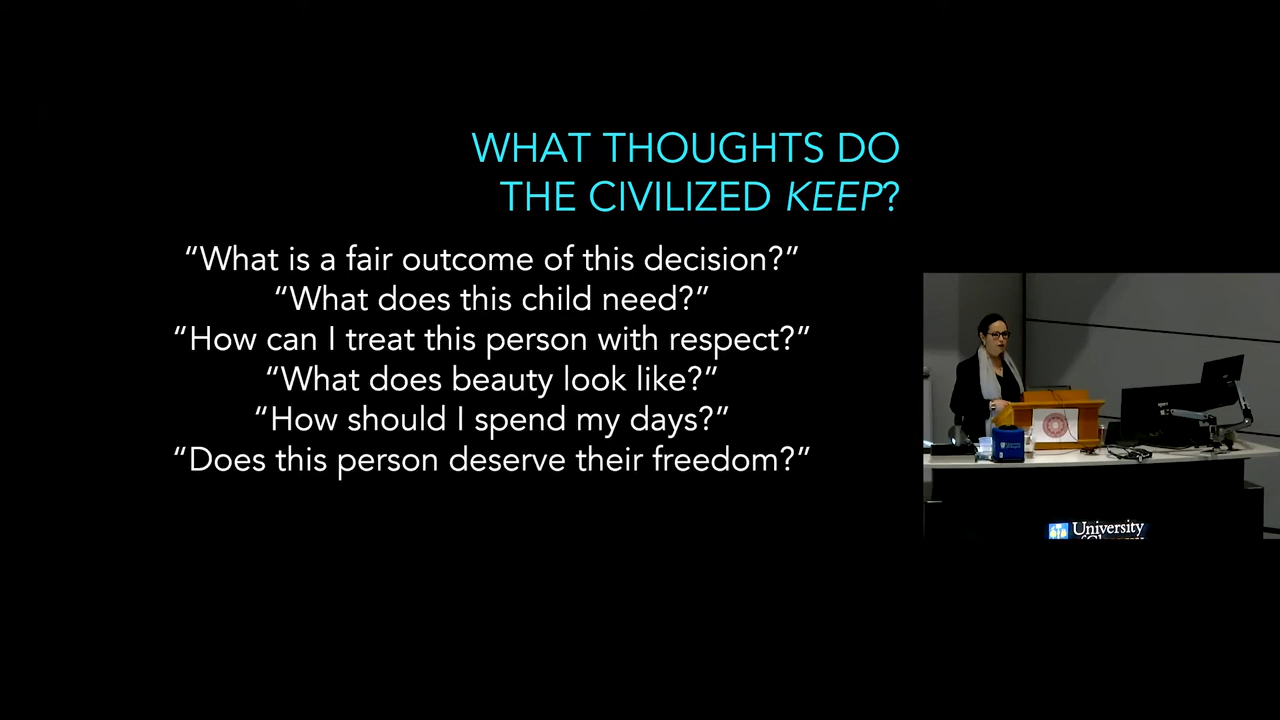 WHAT THOUGHTS DO
THE CIVILIZED KEEP?
“What is a fair outcome of this decision?”
“What does this child need?”
“How can I treat this person with respect?”
“What does beauty look like?”
“How should I spend my days?”
“Does this person deserve their freedom?”
University